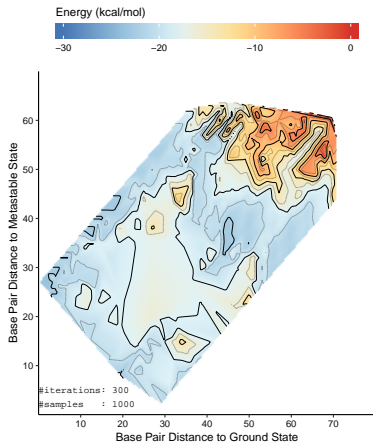 Energy (kcal/mol)
−30 −20 −10 0
Base Pair Distance to Metastable State
60
50
40
30
20
10
#iterations: 300
#samples   : 1000
10 20 30 40 50 60 70
Base Pair Distance to Ground State